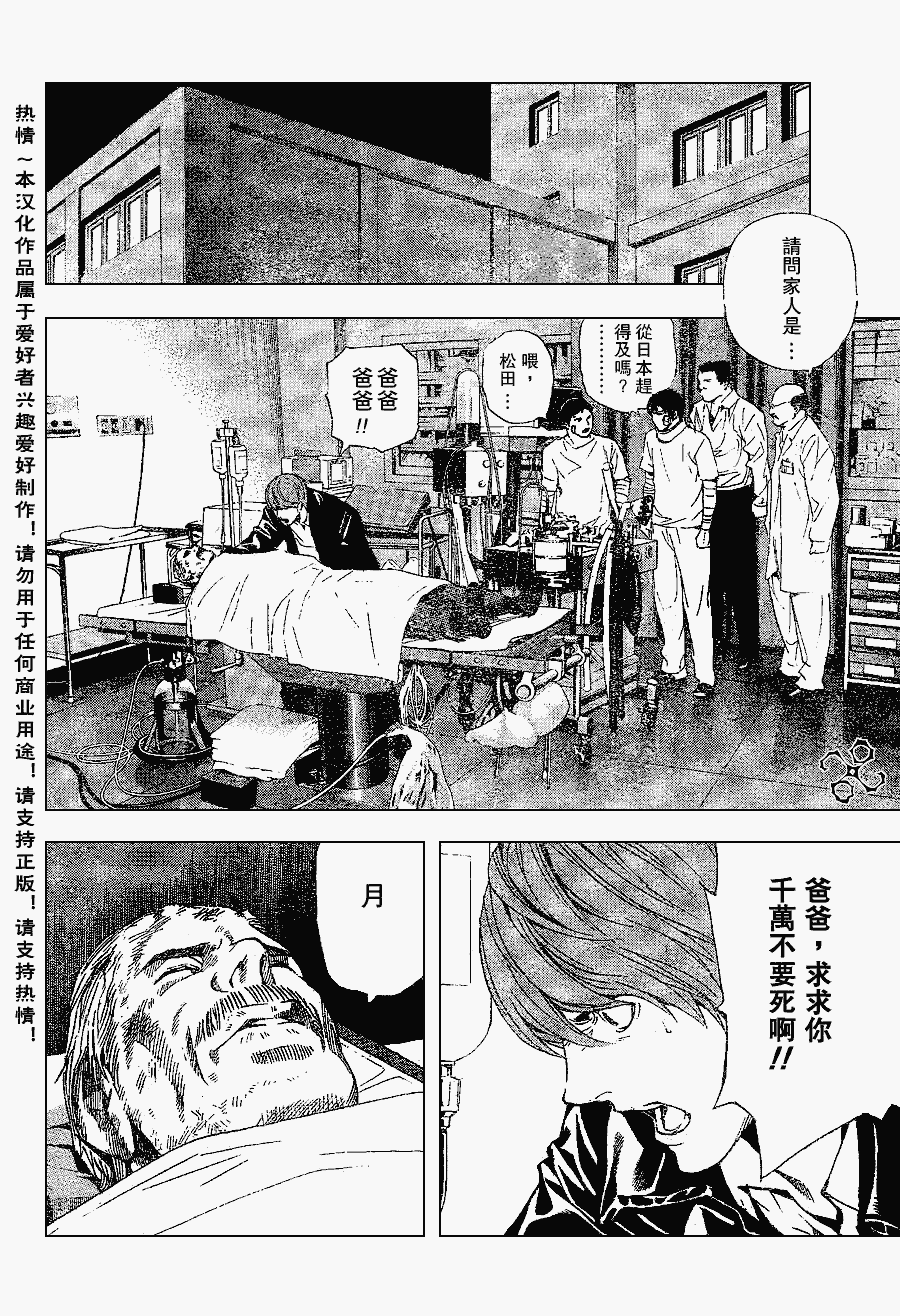 請問家人是…
從日本趕
得及嗎？
………
喂，
松田…
爸爸
爸爸!!
爸爸，求求你
千萬不要死啊!!
月
热情~本汉化作品属于爱好者兴趣爱好制作！请勿用于任何商业用途！请支持正版！请支持热情！